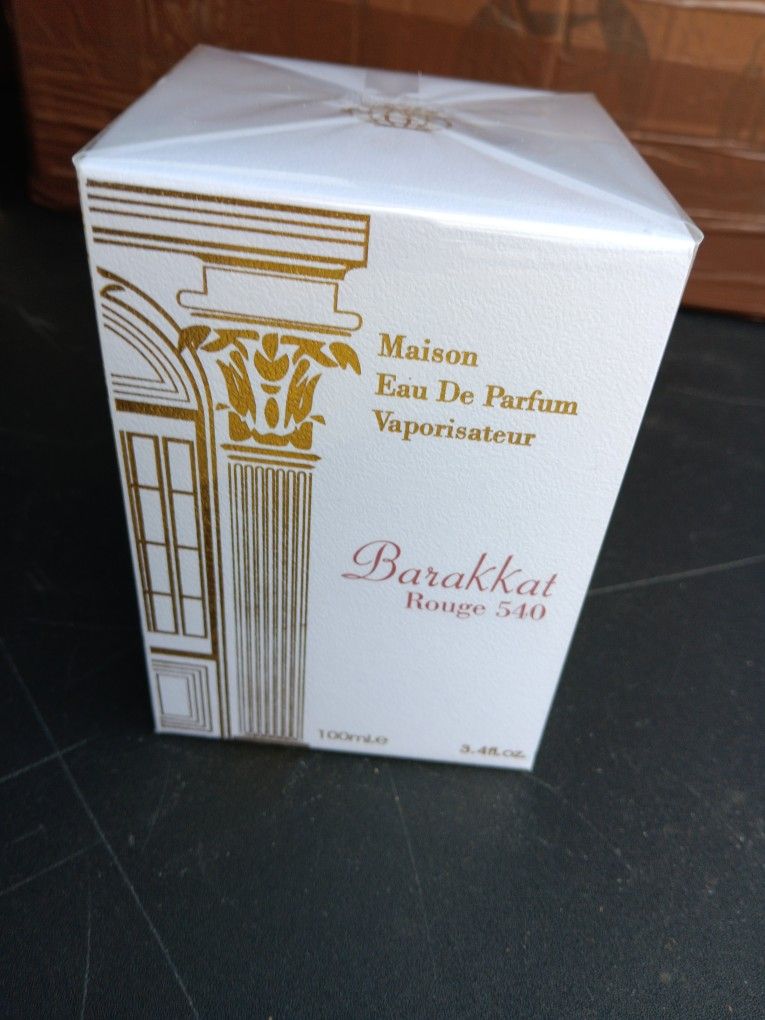 Maison
Eau De Parfum
Vaporisateur
Barakkat
Rouge 540
100ml.e
3.4fl.oz.